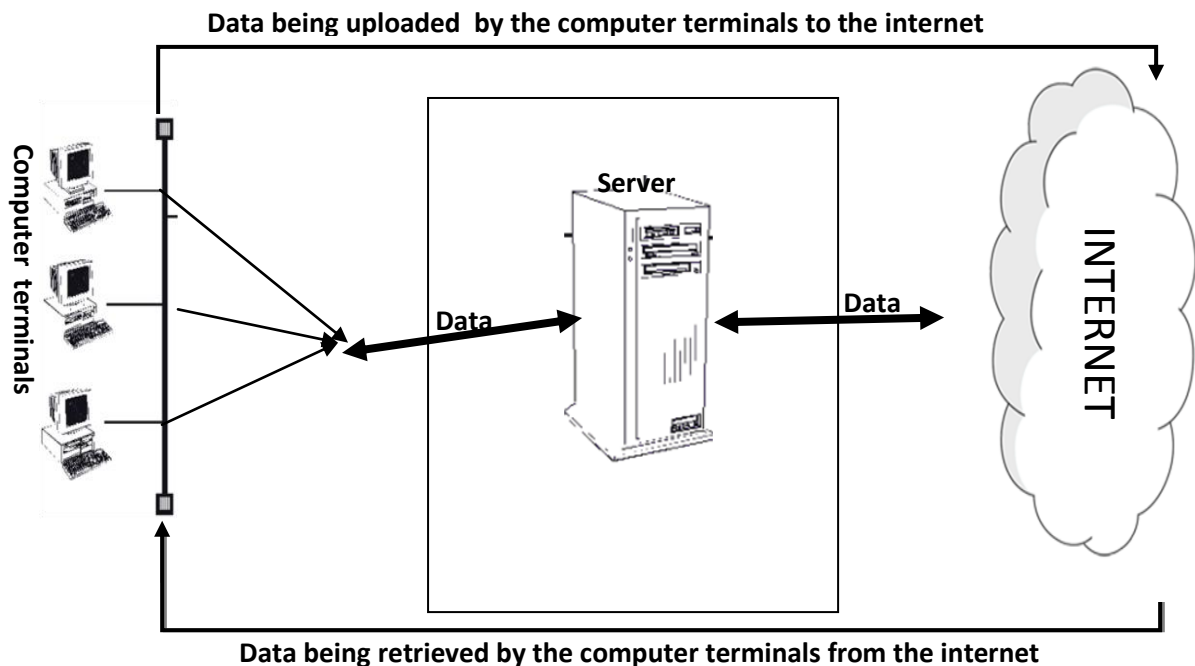 Data being uploaded by the computer terminals to the internet
Computer terminals
Server
Data
Data
INTERNET
Data being retrieved by the computer terminals from the internet